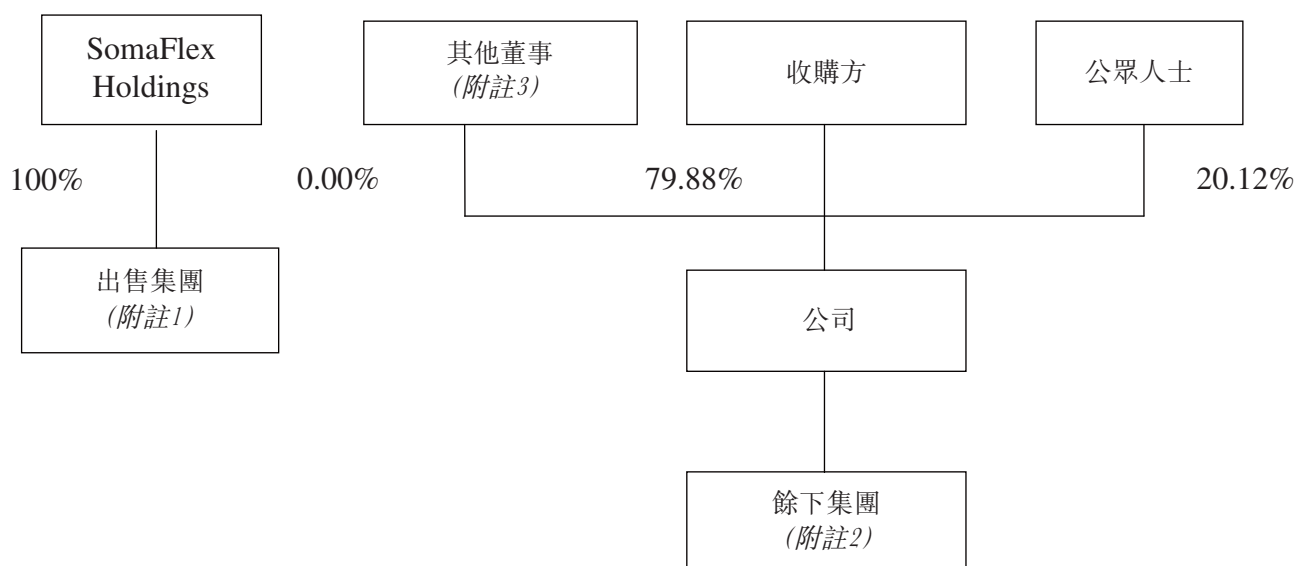 SomaFlex
Holdings
其他董事
(附註3)
收購方
公眾人士
100%
0.00%
79.88%
20.12%
出售集團
(附註1)
公司
餘下集團
(附註2)